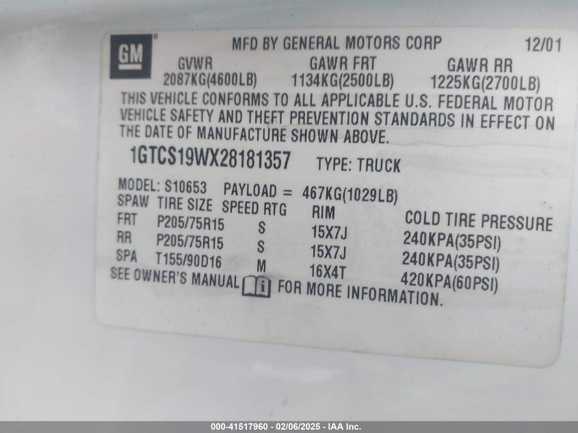 GM
MFD BY GENERAL MOTORS CORP 12/01
GVWR GAWR FRT GAWR RR
2087KG(4600LB) 1134KG(2500LB) 1225KG(2700LB)
THIS VEHICLE CONFORMS TO ALL APPLICABLE U.S. FEDERAL MOTOR
VEHICLE SAFETY AND THEFT PREVENTION STANDARDS IN EFFECT ON
THE DATE OF MANUFACTURE SHOWN ABOVE.
1GTCS19WX28181357 TYPE: TRUCK
MODEL: S10653 PAYLOAD = 467KG(1029LB)
SPAW TIRE SIZE SPEED RTG RIM COLD TIRE PRESSURE
FRT P205/75R15 S 15X7J 240KPA(35PSI)
RR P205/75R15 S 15X7J 240KPA(35PSI)
SPA T155/90D16 M 16X4T 420KPA(60PSI)
SEE OWNER'S MANUAL i FOR MORE INFORMATION.
000-41517960 - 02/06/2025 - IAA Inc.